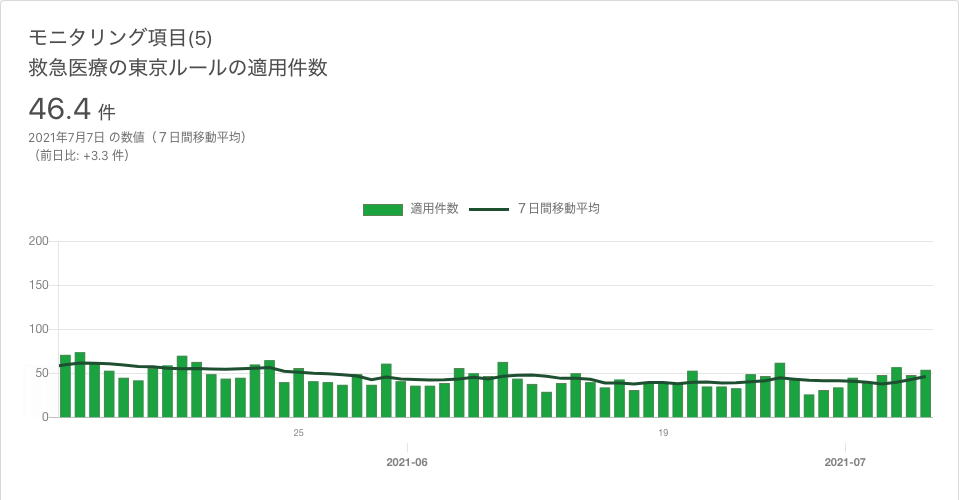 モニタリング項目(5)
救急医療の東京ルールの適用件数
46.4 件
2021年7月7日 の数値（７日間移動平均）
（前日比: +3.3 件）
適用件数 ７日間移動平均
200
150
100
50
0
25 19
2021-06 2021-07